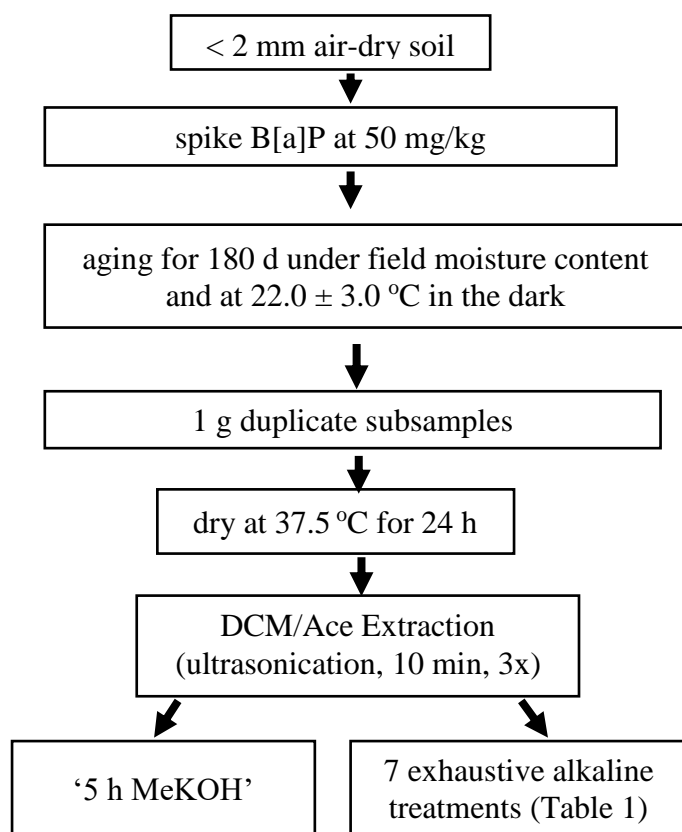 < 2 mm air-dry soil
spike B[a]P at 50 mg/kg
aging for 180 d under field moisture content
and at 22.0 ± 3.0 ºC in the dark
1 g duplicate subsamples
dry at 37.5 ºC for 24 h
DCM/Ace Extraction
(ultrasonication, 10 min, 3x)
‘5 h MeKOH’
7 exhaustive alkaline
treatments (Table 1)